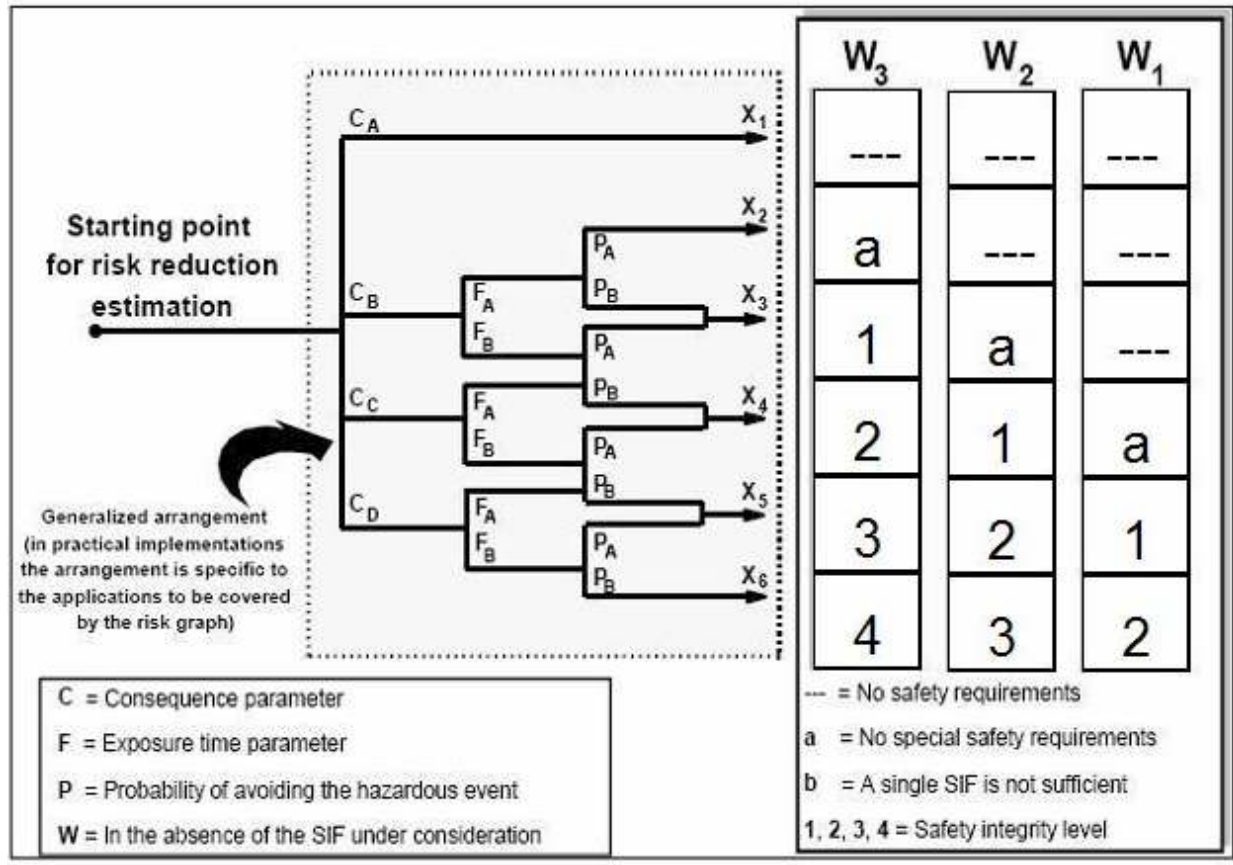 W3 W2 W1
CA X1
--- --- ---
X2
Starting point
for risk reduction
estimation
PA
a --- ---
CB FA PB X3
FB PA
1 a ---
PB
CC FA X4
FB PA
2 1 a
PB
CD FA X5
FB PA
3 2 1
PB X6
4 3 2
Generalized arrangement
(in practical implementations
the arrangement is specific to
the applications to be covered
by the risk graph)
C = Consequence parameter
F = Exposure time parameter
P = Probability of avoiding the hazardous event
W = In the absence of the SIF under consideration
--- = No safety requirements
a = No special safety requirements
b = A single SIF is not sufficient
1, 2, 3, 4 = Safety integrity level